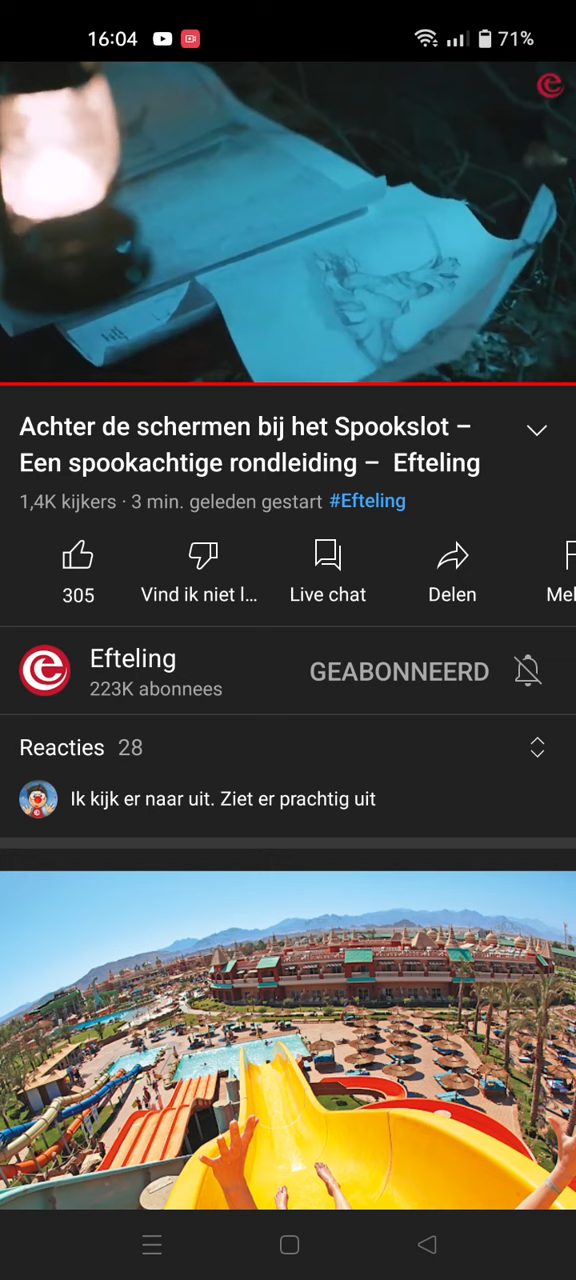 16:04
71%
Achter de schermen bij het Spookslot –
Een spookachtige rondleiding – Efteling
1,4K kijkers · 3 min. geleden gestart #Efteling
305
Vind ik niet l...
Live chat
Delen
Mel
Efteling
223K abonnees
GEABONNEERD
Reacties 28
Ik kijk er naar uit. Ziet er prachtig uit